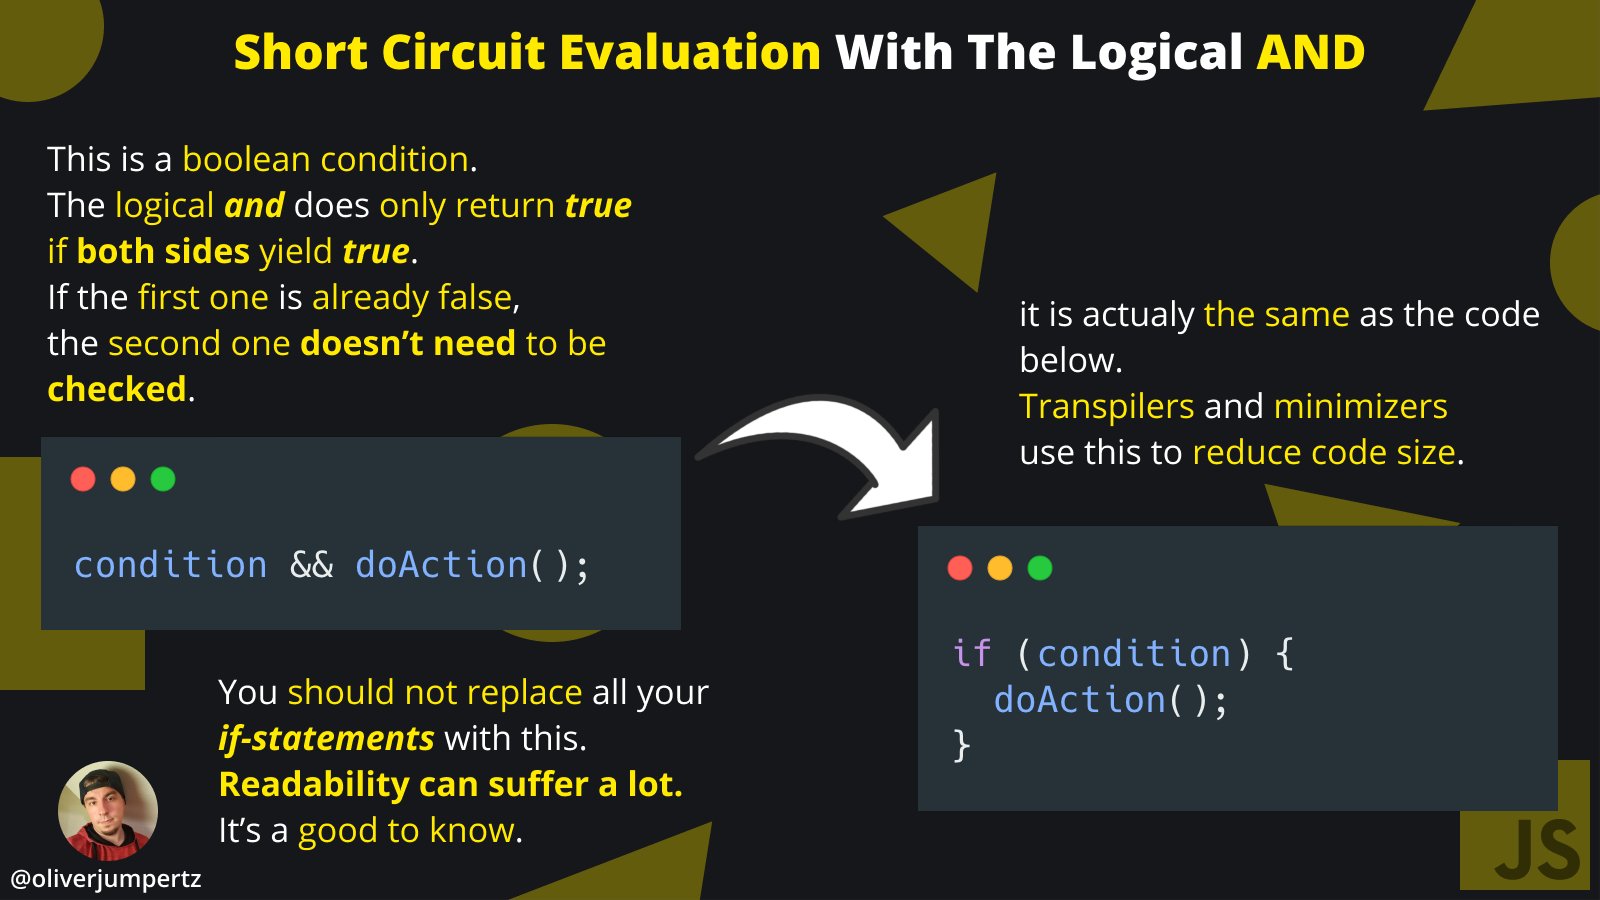 Short Circuit Evaluation With The Logical AND
This is a boolean condition.
The logical and does only return true
if both sides yield true.
If the first one is already false,
the second one doesn’t need to be
checked.
condition && doAction();
You should not replace all your
if-statements with this.
Readability can suffer a lot.
It’s a good to know.
@oliverjumpertz
it is actualy the same as the code
below.
Transpilers and minimizers
use this to reduce code size.
if (condition) {
  doAction();
}
JS